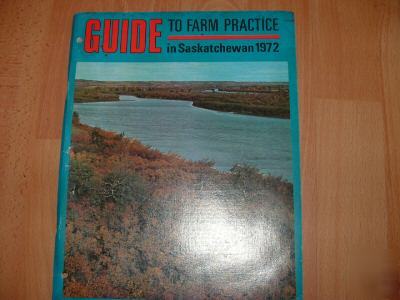 GUIDE TO FARM PRACTICE
in Saskatchewan 1972